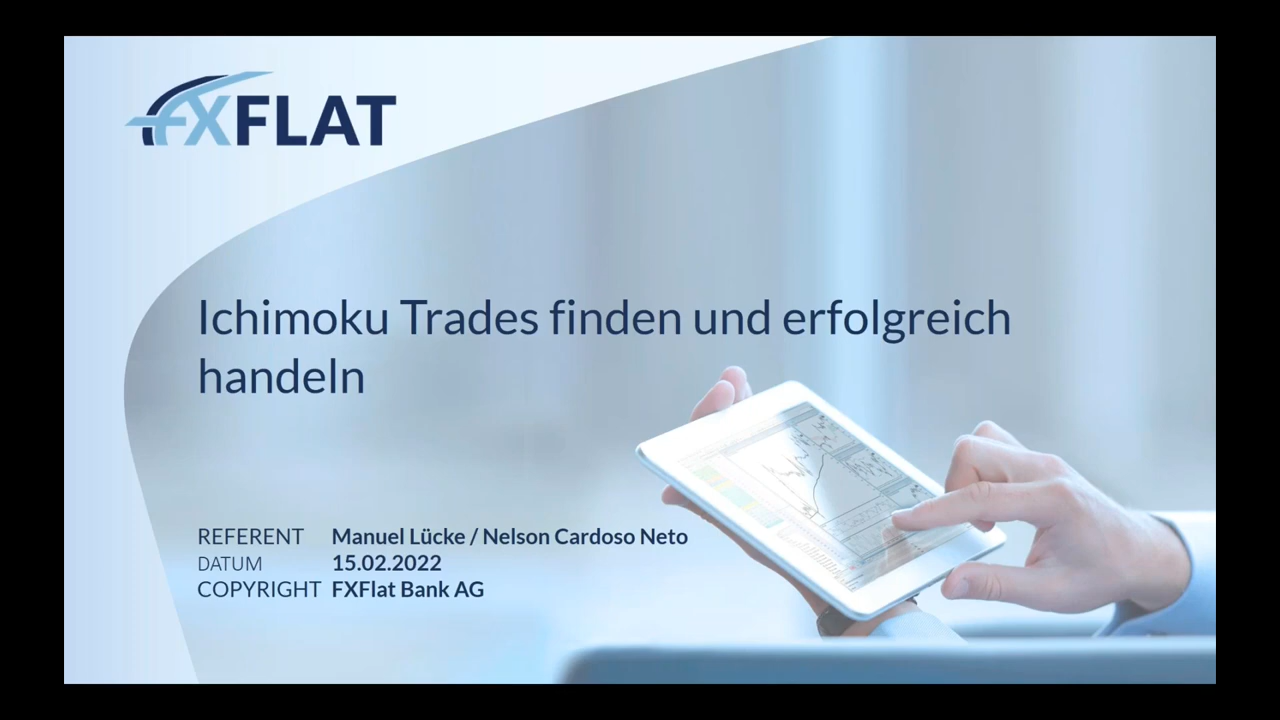 FXFLAT
Ichimoku Trades finden und erfolgreich
handeln
REFERENT Manuel Lücke / Nelson Cardoso Neto
DATUM 15.02.2022
COPYRIGHT FXFlat Bank AG